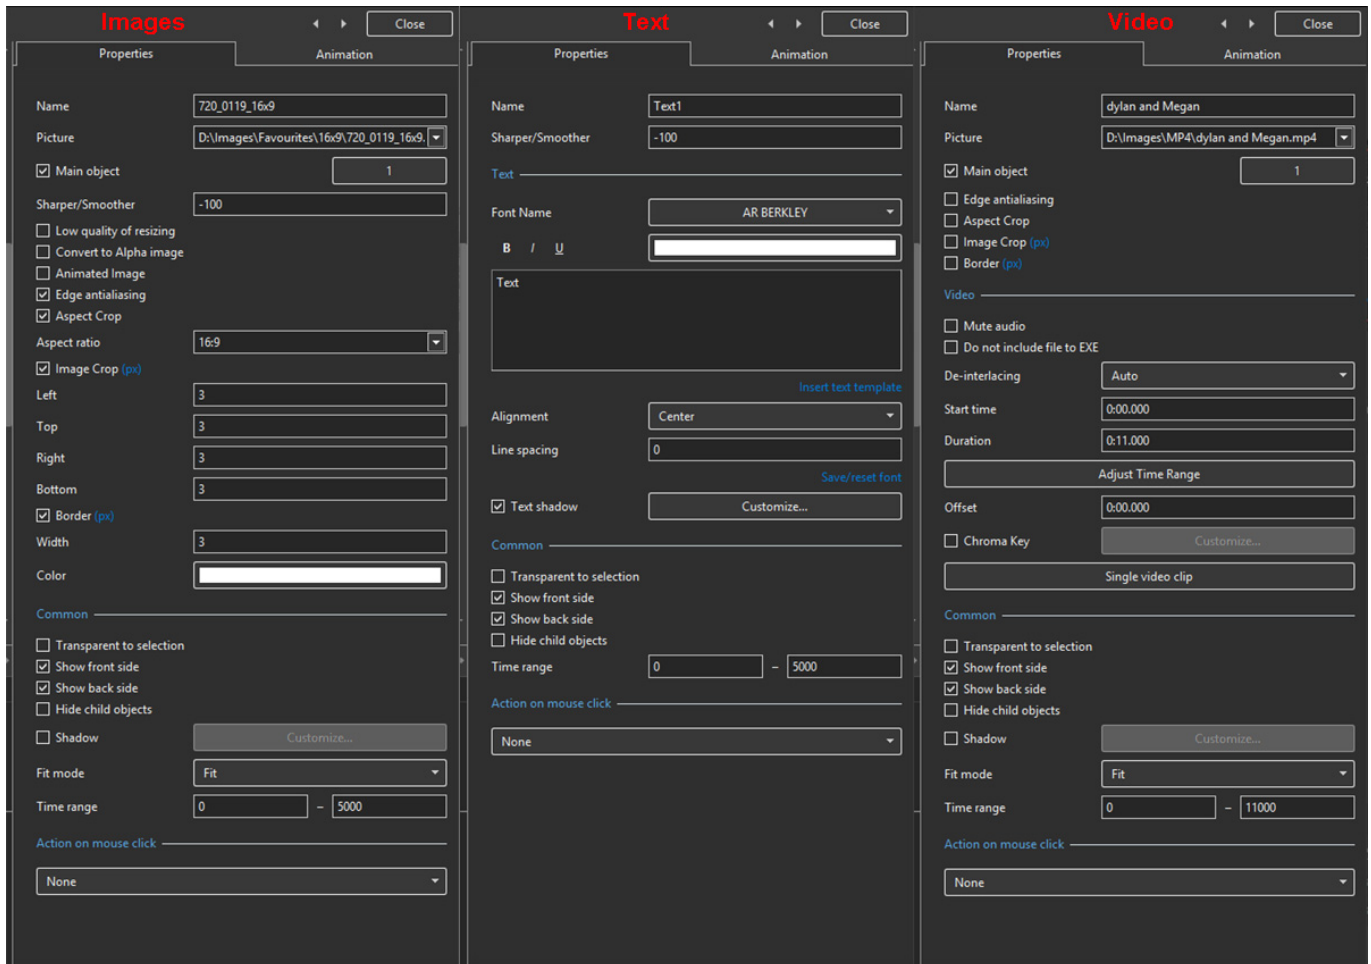 Images
Close
Properties
Animation
Name
720_0119_16x9
Picture
D:\Images\Favourites\16x9\720_0119_16x9.
Main object
1
Sharper/Smoother
-100
Low quality of resizing
Convert to Alpha image
Animated Image
Edge antialiasing
Aspect Crop
Aspect ratio
16:9
Image Crop (px)
Left
3
Top
3
Right
3
Bottom
3
Border (px)
Width
3
Color
Common
Transparent to selection
Show front side
Show back side
Hide child objects
Shadow
Customize...
Fit mode
Fit
Time range
0 – 5000
Action on mouse click
None
Text
Close
Properties
Animation
Name
Text1
Sharper/Smoother
-100
Text
Font Name
AR BERKLEY
B I U
Text
Insert text template
Alignment
Center
Line spacing
0
Save/reset font
Text shadow
Customize...
Common
Transparent to selection
Show front side
Show back side
Hide child objects
Time range
0 – 5000
Action on mouse click
None
Video
Close
Properties
Animation
Name
dylan and Megan
Picture
D:\Images\MP4\dylan and Megan.mp4
Main object
1
Edge antialiasing
Aspect Crop
Image Crop (px)
Border (px)
Video
Mute audio
Do not include file to EXE
De-interlacing
Auto
Start time
0:00.000
Duration
0:11.000
Adjust Time Range
Offset
0:00.000
Chroma Key
Customize...
Single video clip
Common
Transparent to selection
Show front side
Show back side
Hide child objects
Shadow
Customize...
Fit mode
Fit
Time range
0 – 11000
Action on mouse click
None